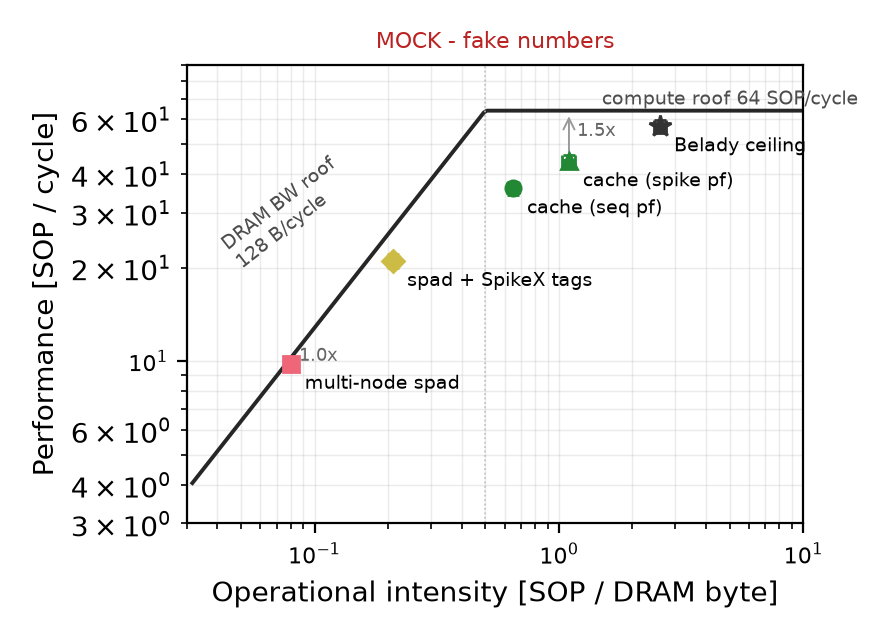 MOCK - fake numbers
compute roof 64 SOP/cycle
1.5x
Belady ceiling
cache (spike pf)
cache (seq pf)
DRAM BW roof
128 B/cycle
spad + SpikeX tags
1.0x
multi-node spad
Performance [SOP / cycle]
6 × 10¹
4 × 10¹
3 × 10¹
2 × 10¹
10¹
6 × 10⁰
4 × 10⁰
3 × 10⁰
10⁻¹ 10⁰ 10¹
Operational intensity [SOP / DRAM byte]